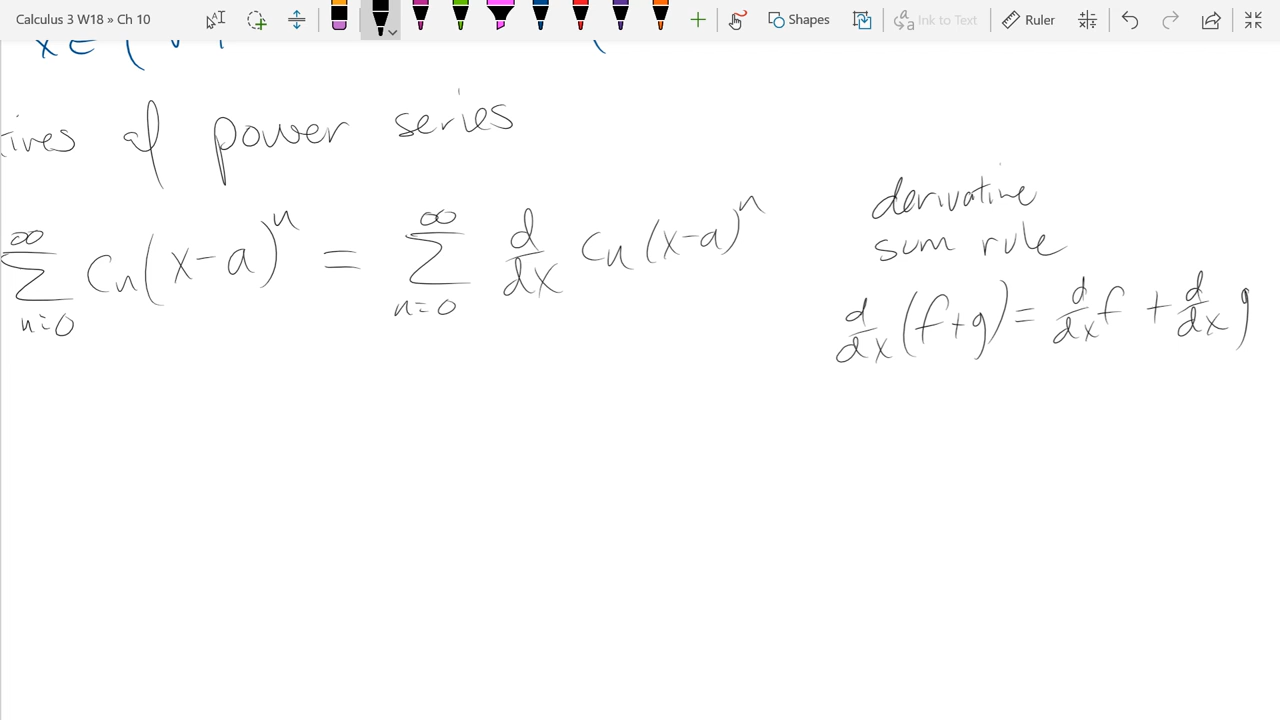 Calculus 3 W18 » Ch 10
Shapes
Ink to Text
Ruler
x ∈ (
tives of power series
∞ ∑ n=0 Cn(x-a)^n = ∞ ∑ n=0 d/dx Cn(x-a)^n
derivative
sum rule
d/dx (f+g) = d/dx f + d/dx g